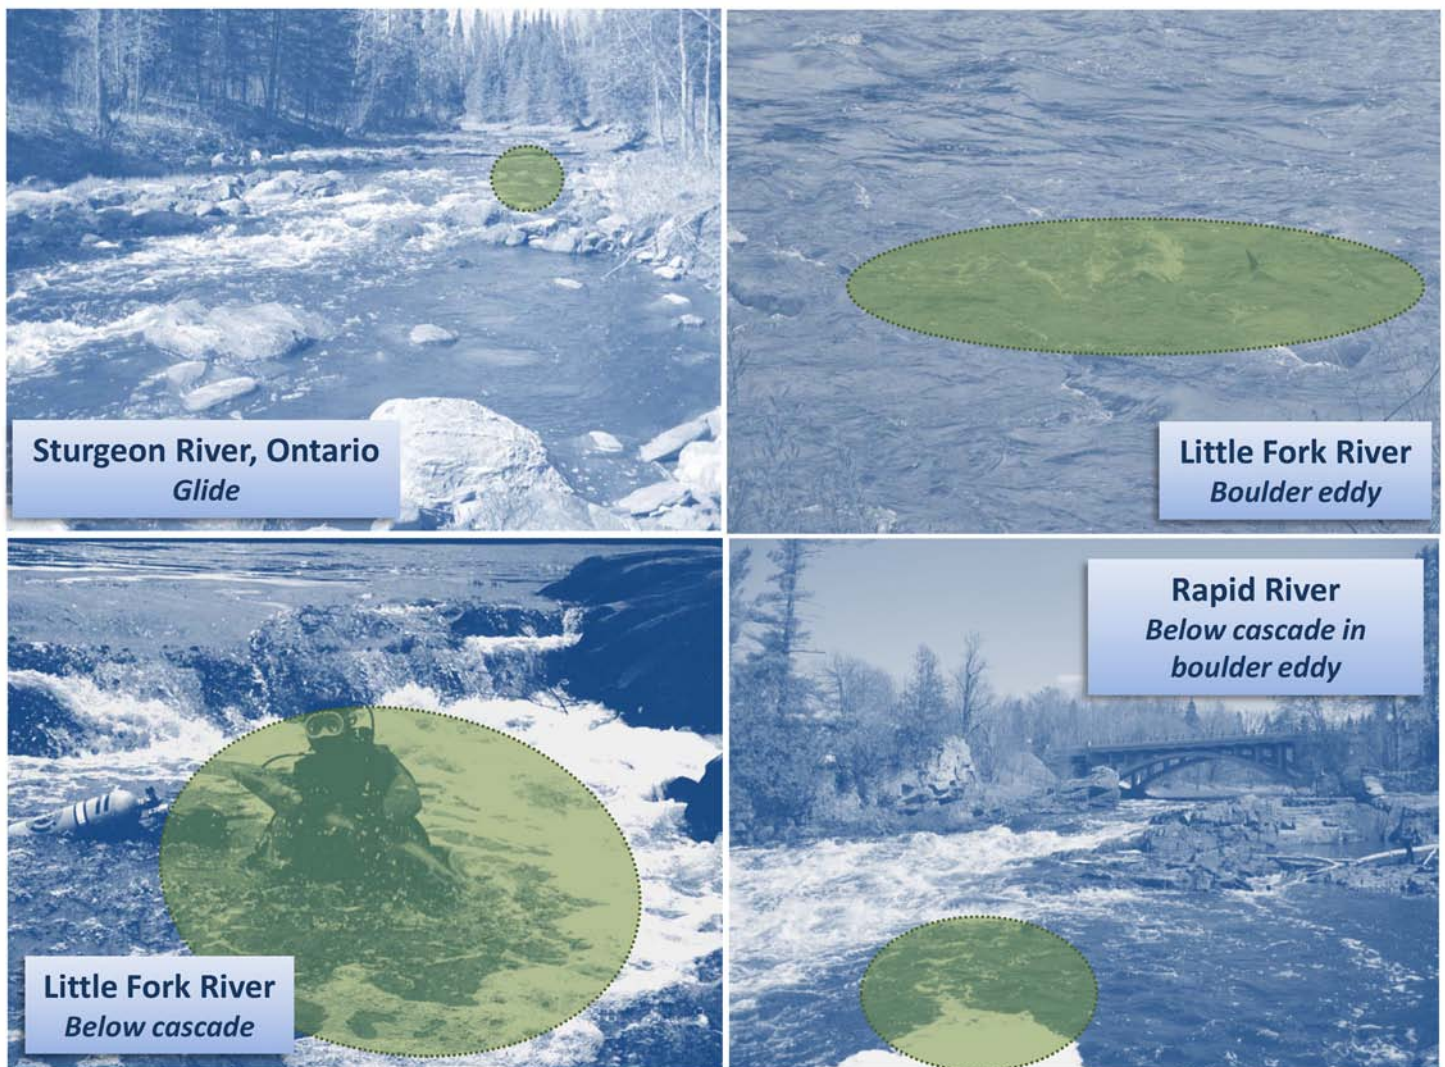 Sturgeon River, Ontario
Glide
Little Fork River
Boulder eddy
Little Fork River
Below cascade
Rapid River
Below cascade in
boulder eddy